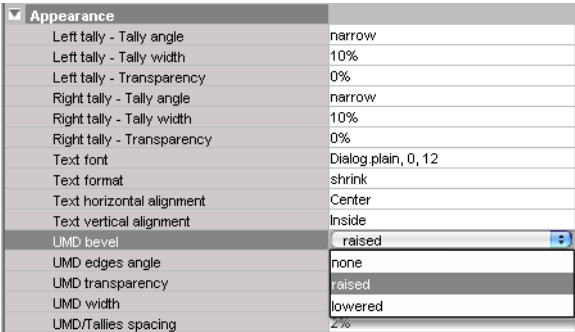 Appearance
Left tally - Tally angle narrow
Left tally - Tally width 10%
Left tally - Transparency 0%
Right tally - Tally angle narrow
Right tally - Tally width 10%
Right tally - Transparency 0%
Text font Dialog.plain, 0, 12
Text format shrink
Text horizontal alignment Center
Text vertical alignment Inside
UMD bevel raised
UMD edges angle none
UMD transparency raised
UMD width lowered
UMD/Tallies spacing 2%